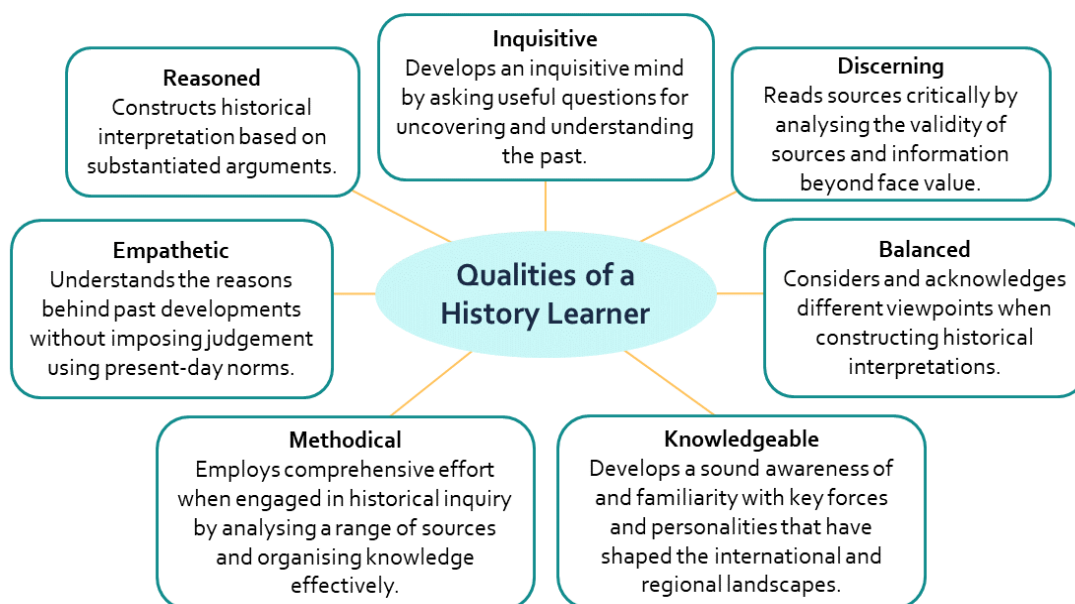 Inquisitive
Develops an inquisitive mind
by asking useful questions for
uncovering and understanding
the past.
Reasoned
Constructs historical
interpretation based on
substantiated arguments.
Discerning
Reads sources critically by
analysing the validity of
sources and information
beyond face value.
Empathetic
Understands the reasons
behind past developments
without imposing judgement
using present-day norms.
Qualities of a
History Learner
Balanced
Considers and acknowledges
different viewpoints when
constructing historical
interpretations.
Methodical
Employs comprehensive effort
when engaged in historical inquiry
by analysing a range of sources
and organising knowledge
effectively.
Knowledgeable
Develops a sound awareness of
and familiarity with key forces
and personalities that have
shaped the international and
regional landscapes.